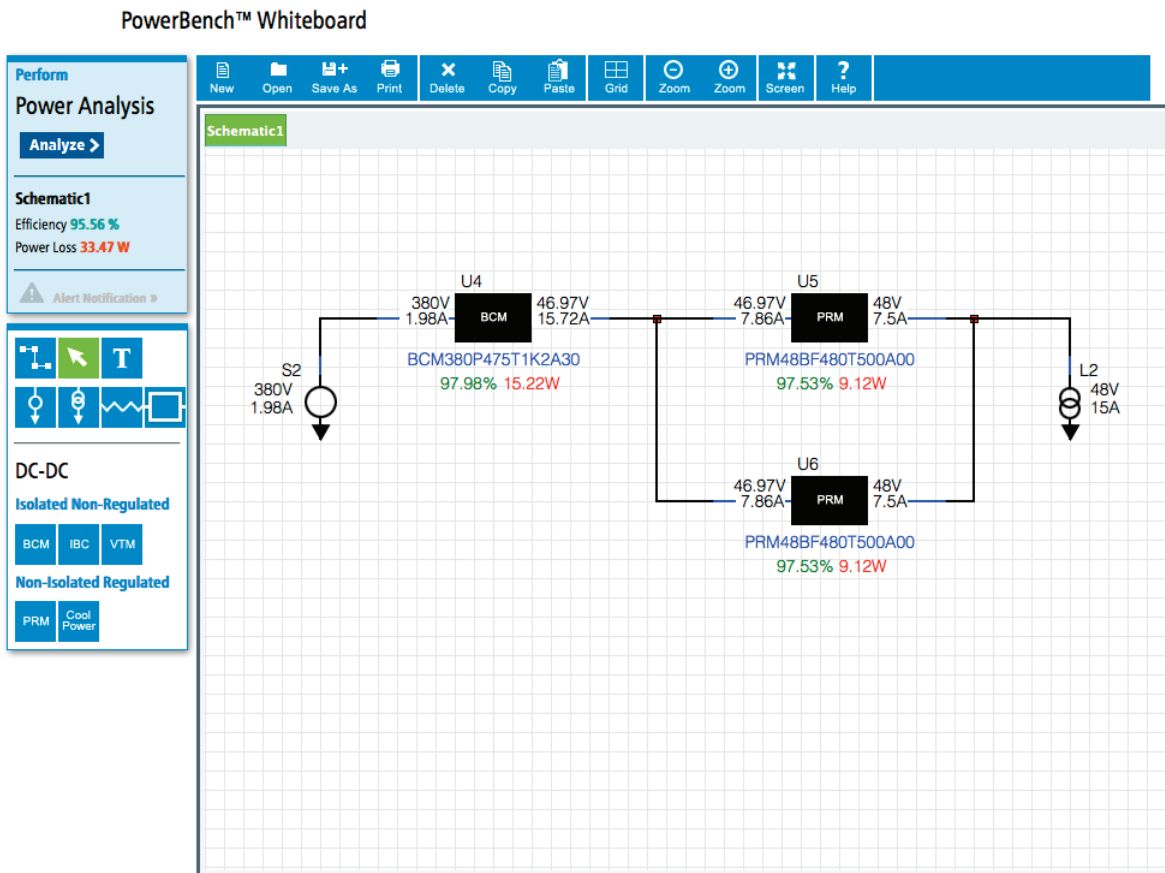 PowerBench™ Whiteboard
Perform
Power Analysis
Analyze >
Schematic1
Efficiency 95.56 %
Power Loss 33.47 W
Alert Notification »
New Open Save As Print Delete Copy Paste Grid Zoom Zoom Screen Help
Schematic1
T
DC-DC
Isolated Non-Regulated
BCM IBC VTM
Non-Isolated Regulated
PRM Cool Power
U4
380V 46.97V
1.98A BCM 15.72A
BCM380P475T1K2A30
97.98% 15.22W
S2
380V
1.98A
U5
46.97V 48V
7.86A PRM 7.5A
PRM48BF480T500A00
97.53% 9.12W
L2
48V
15A
U6
46.97V 48V
7.86A PRM 7.5A
PRM48BF480T500A00
97.53% 9.12W